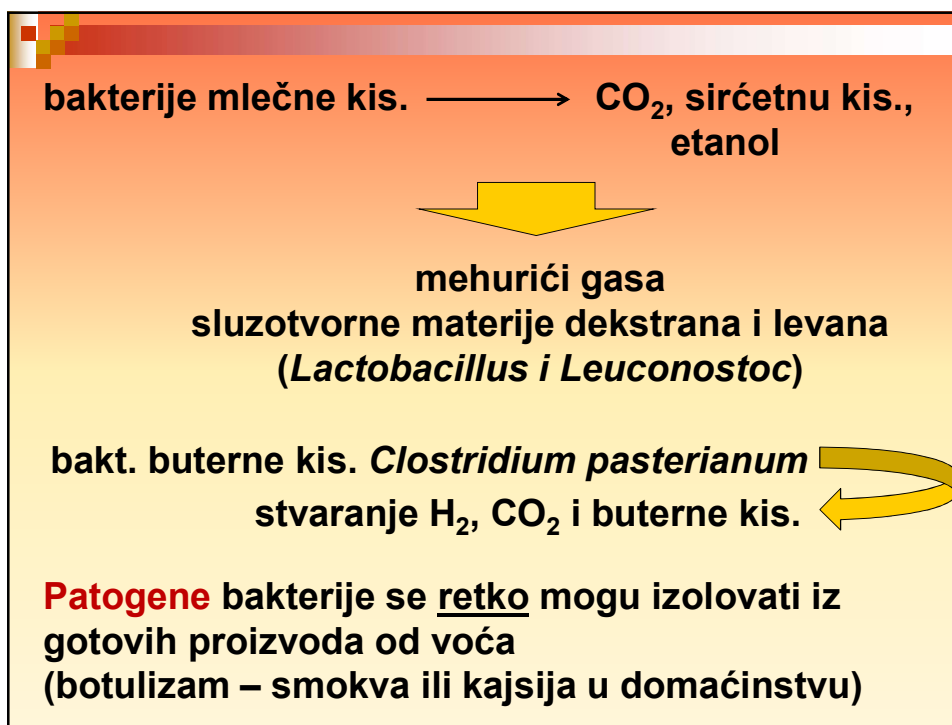 bakterije mlečne kis. → CO₂, sirćetnu kis.,
etanol
mehurići gasa
sluzotvorne materije dekstrana i levana
(Lactobacillus i Leuconostoc)
bakt. buterne kis. Clostridium pasterianum
stvaranje H₂, CO₂ i buterne kis.
Patogene bakterije se retko mogu izolovati iz
gotovih proizvoda od voća
(botulizam – smokva ili kajsija u domaćinstvu)